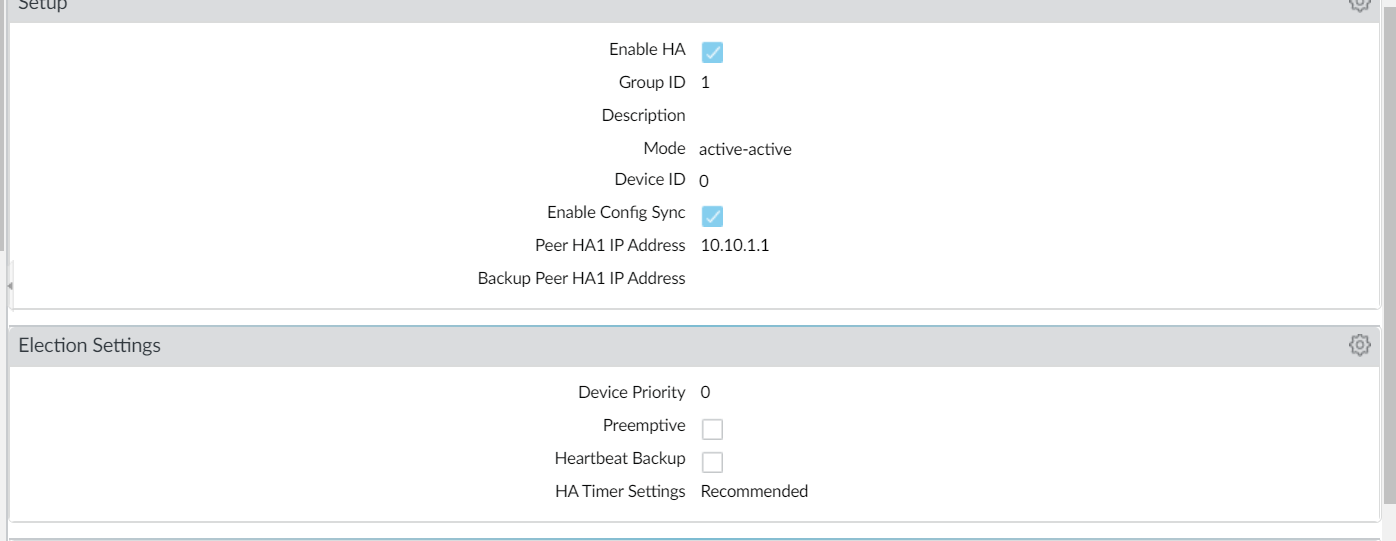 Setup
Enable HA
Group ID 1
Description
Mode active-active
Device ID 0
Enable Config Sync
Peer HA1 IP Address 10.10.1.1
Backup Peer HA1 IP Address
Election Settings
Device Priority 0
Preemptive
Heartbeat Backup
HA Timer Settings Recommended